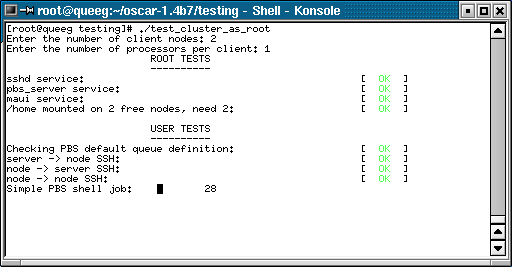 root@queeg:~/oscar-1.4b7/testing - Shell - Konsole
[root@queeg testing]# ./test_cluster_as_root
Enter the number of client nodes: 2
Enter the number of processors per client: 1
ROOT TESTS
----------
sshd service: [ OK ]
pbs_server service: [ OK ]
maui service: [ OK ]
/home mounted on 2 free nodes, need 2: [ OK ]
USER TESTS
----------
Checking PBS default queue definition: [ OK ]
server -> node SSH: [ OK ]
node -> server SSH: [ OK ]
node -> node SSH: [ OK ]
Simple PBS shell job: 28